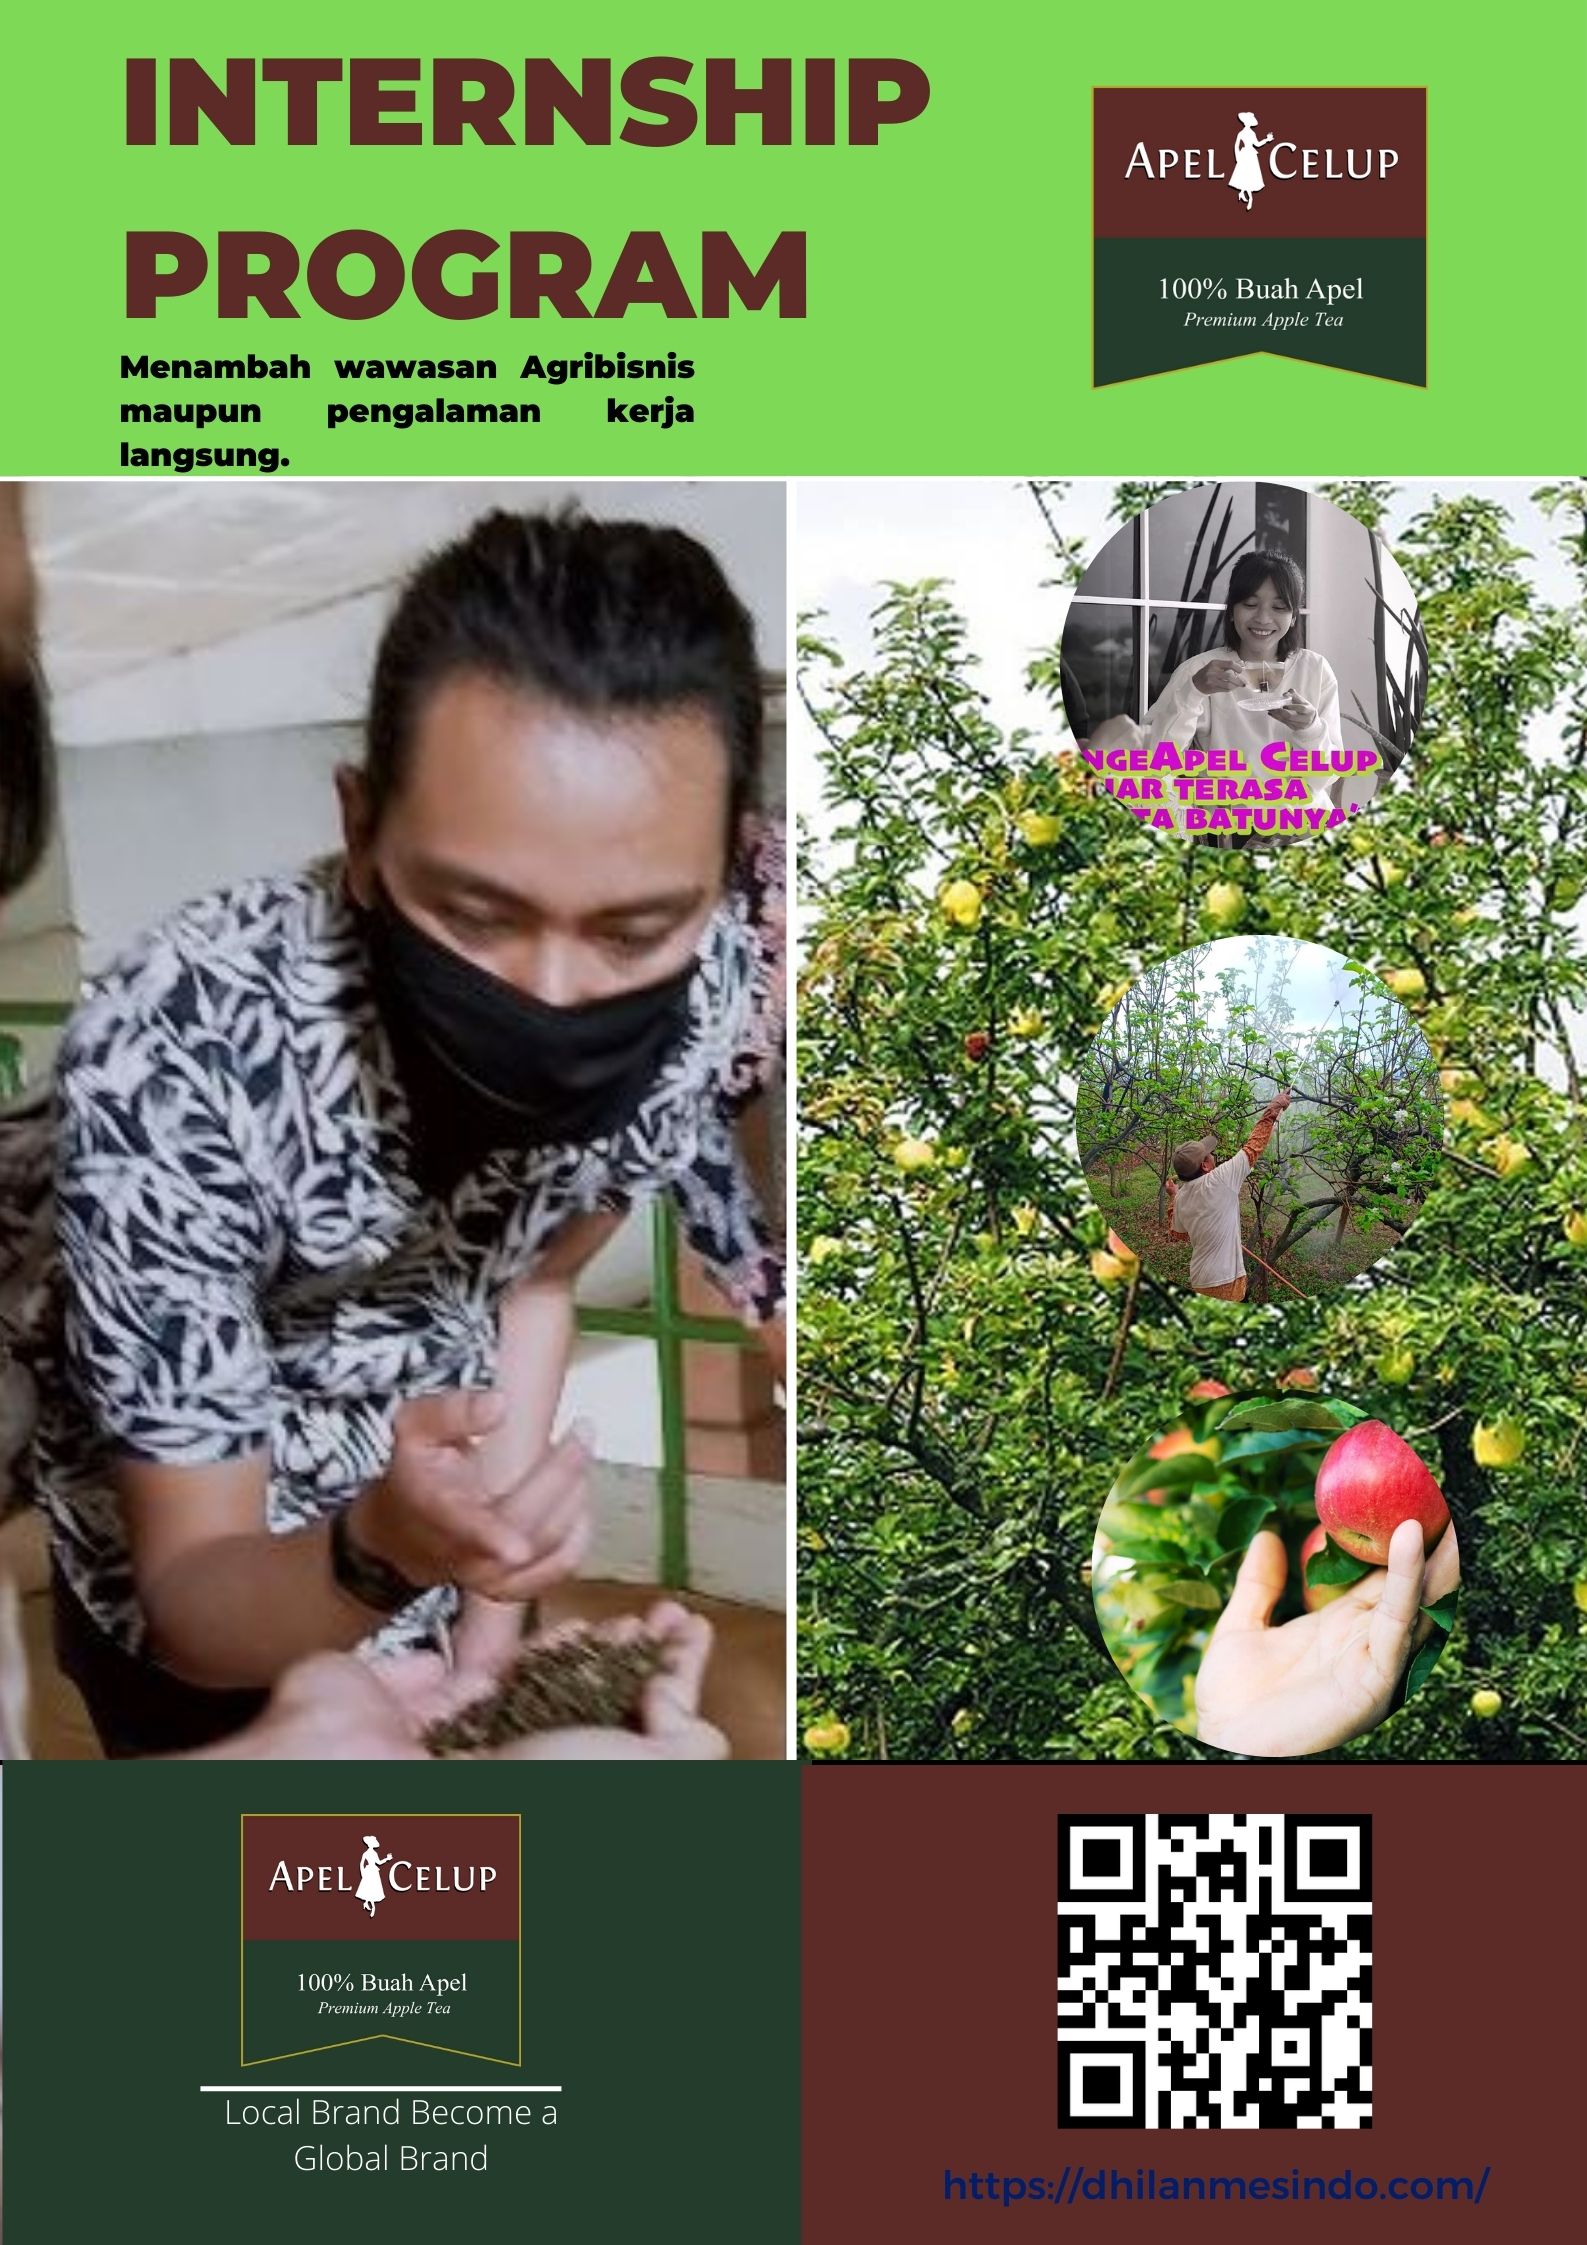 INTERNSHIP
PROGRAM
Menambah wawasan Agribisnis
maupun pengalaman kerja
langsung.
APEL CELUP
100% Buah Apel
Premium Apple Tea
APEL CELUP
TERASA
BATUNYA"
APEL CELUP
100% Buah Apel
Premium Apple Tea
Local Brand Become a
Global Brand
https://dhilanmesindo.com/